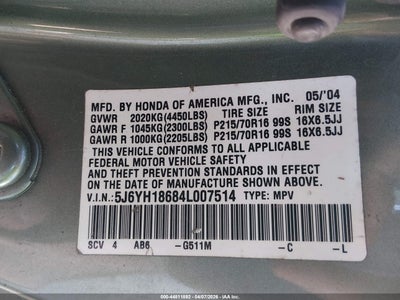 MFD. BY HONDA OF AMERICA MFG., INC. 05/'04
GVWR 2020KG(4450LBS) TIRE SIZE RIM SIZE
GAWR F 1045KG(2300LBS) P215/70R16 99S 16X6.5JJ
GAWR R 1000KG(2205LBS) P215/70R16 99S 16X6.5JJ
THIS VEHICLE CONFORMS TO ALL APPLICABLE
FEDERAL MOTOR VEHICLE SAFETY
AND THEFT PREVENTION STANDARDS IN EFFECT ON
THE DATE OF MANUFACTURE SHOWN ABOVE.
V.I.N.: 5J6YH18684L007514 TYPE: MPV
SCV 4 AB6 -G511M -C -L
000-44611892 - 04/07/2026 - IAA